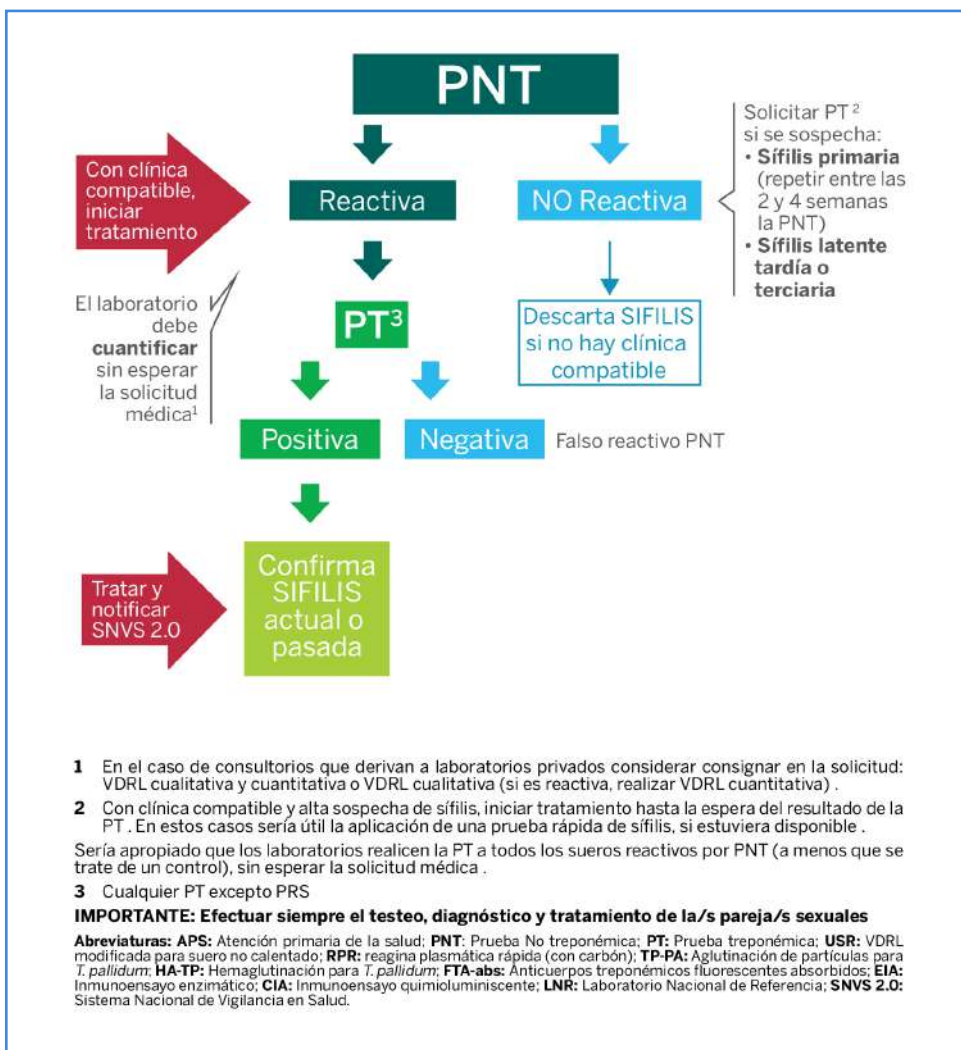 PNT
Con clínica
compatible,
iniciar
tratamiento
Reactiva
NO Reactiva
Solicitar PT²
si se sospecha:
• Sífilis primaria
(repetir entre las
2 y 4 semanas
la PNT)
• Sífilis latente
tardía o
terciaria
El laboratorio
debe
cuantificar
sin esperar
la solicitud
médica¹
PT³
Descarta SIFILIS
si no hay clínica
compatible
Positiva
Negativa
Falso reactivo PNT
Tratar y
notificar
SNVS 2.0
Confirma
SIFILIS
actual o
pasada
1 En el caso de consultorios que derivan a laboratorios privados considerar consignar en la solicitud:
VDRL cualitativa y cuantitativa o VDRL cualitativa (si es reactiva, realizar VDRL cuantitativa) .
2 Con clínica compatible y alta sospecha de sífilis, iniciar tratamiento hasta la espera del resultado de la
PT . En estos casos sería útil la aplicación de una prueba rápida de sífilis, si estuviera disponible .
Sería apropiado que los laboratorios realicen la PT a todos los sueros reactivos por PNT (a menos que se
trate de un control), sin esperar la solicitud médica .
3 Cualquier PT excepto PRS
IMPORTANTE: Efectuar siempre el testeo, diagnóstico y tratamiento de la/s pareja/s sexuales
Abreviaturas: APS: Atención primaria de la salud; PNT: Prueba No treponémica; PT: Prueba treponémica; USR: VDRL
modificada para suero no calentado; RPR: reagina plasmática rápida (con carbón); TP-PA: Aglutinación de partículas para
T. pallidum; HA-TP: Hemaglutinación para T. pallidum; FTA-abs: Anticuerpos treponémicos fluorescentes absorbidos; EIA:
Inmunoensayo enzimático; CIA: Inmunoensayo quimioluminiscente; LNR: Laboratorio Nacional de Referencia; SNVS 2.0:
Sistema Nacional de Vigilancia en Salud.